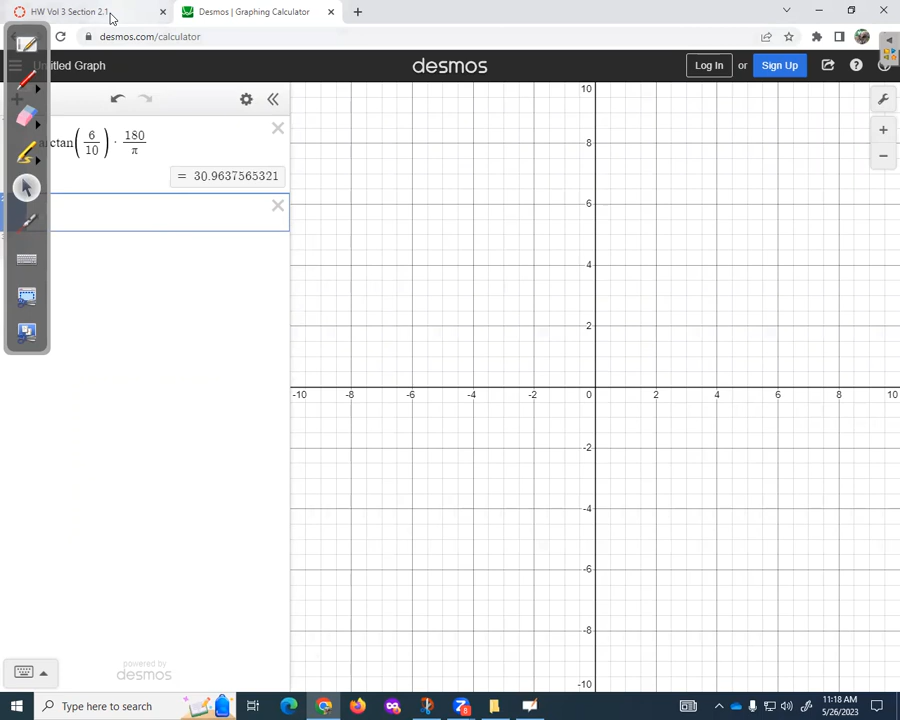 HW Vol 3 Section 2.1
Desmos | Graphing Calculator
desmos.com/calculator
Untitled Graph
desmos
Log In
or
Sign Up
arctan(6/10) · 180/π
= 30.9637565321
10
8
6
4
2
-10 -8 -6 -4 -2 0 2 4 6 8 10
-2
-4
-6
-8
-10
powered by
desmos
Type here to search
8
11:18 AM
5/26/2023